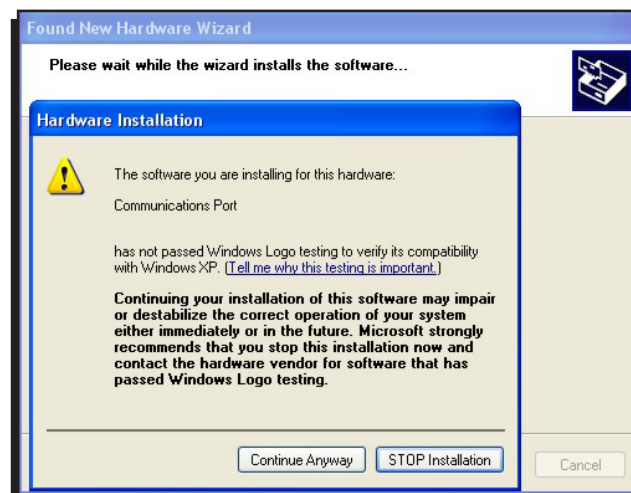 Found New Hardware Wizard
Please wait while the wizard installs the software...
Hardware Installation
The software you are installing for this hardware:
Communications Port
has not passed Windows Logo testing to verify its compatibility
with Windows XP. (Tell me why this testing is important.)
Continuing your installation of this software may impair
or destabilize the correct operation of your system
either immediately or in the future. Microsoft strongly
recommends that you stop this installation now and
contact the hardware vendor for software that has
passed Windows Logo testing.
Continue Anyway
STOP Installation
Cancel